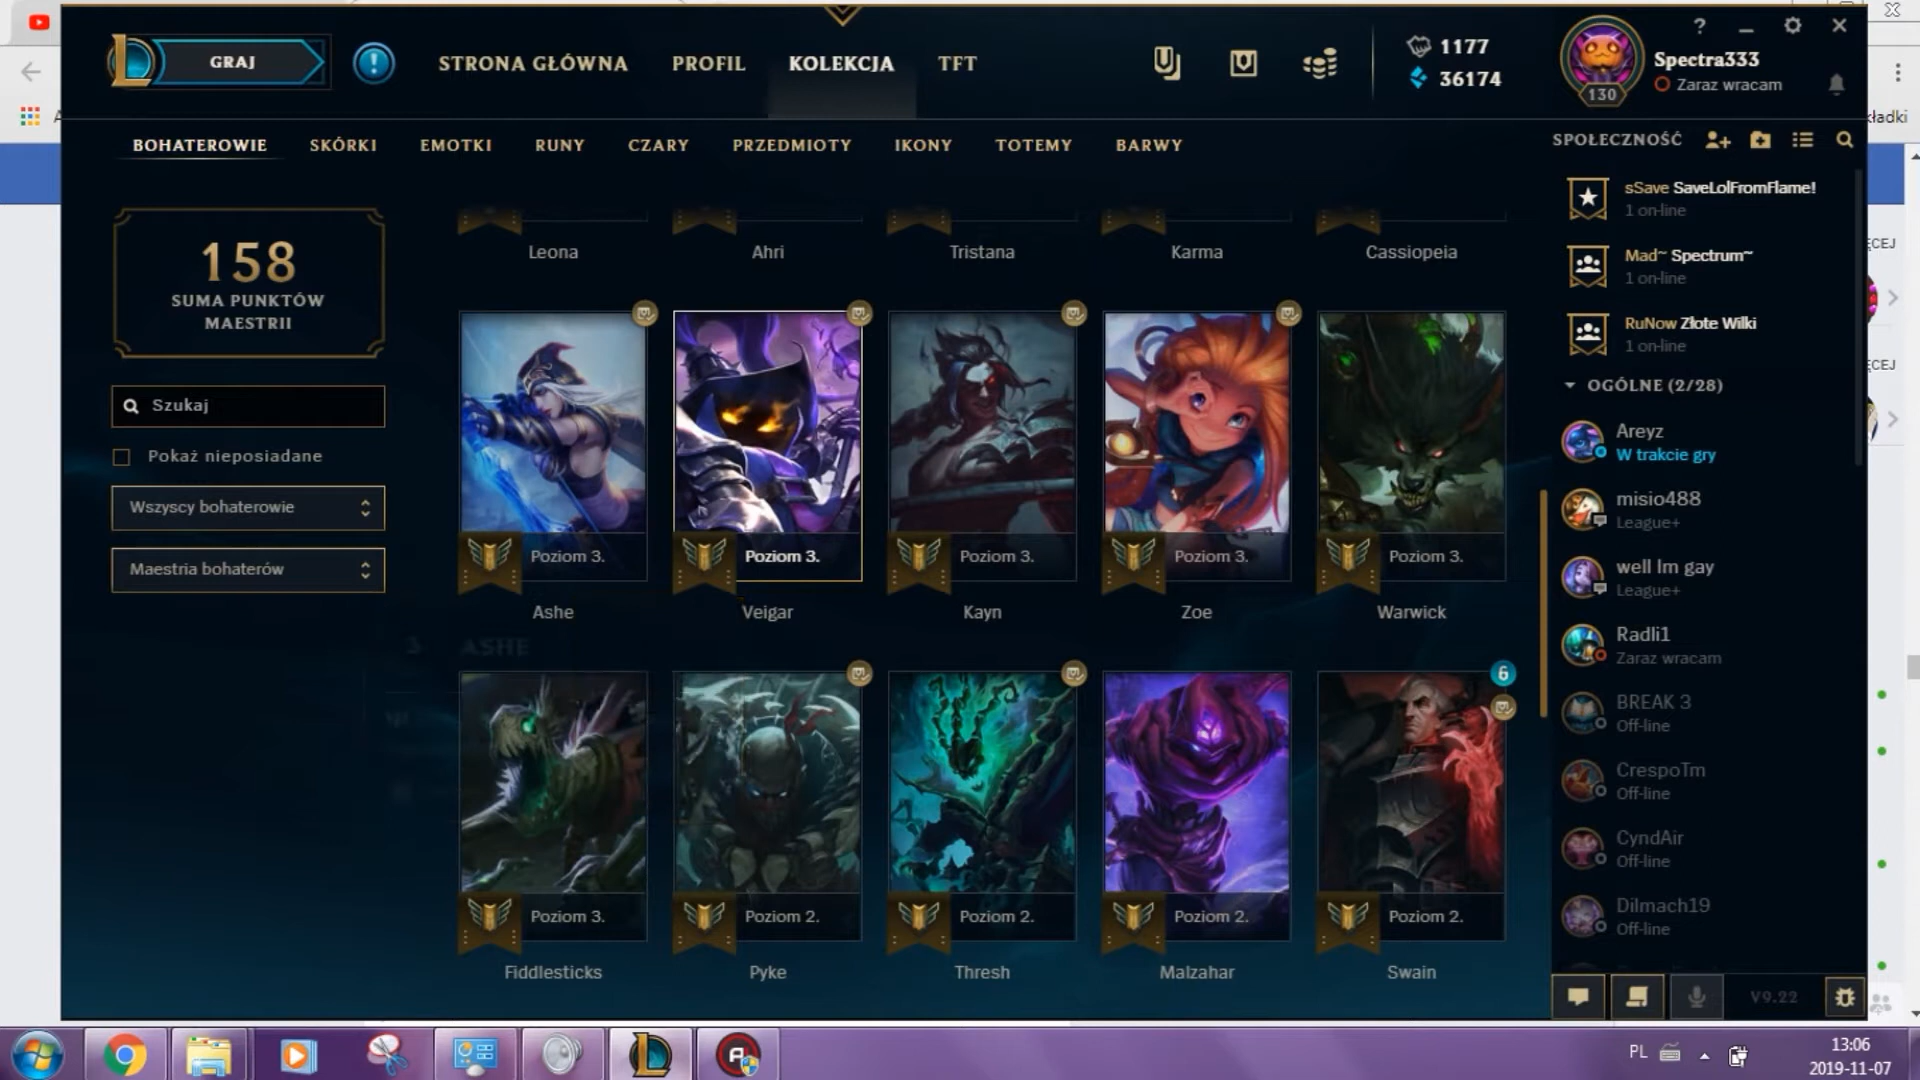 GRAJ
STRONA GŁÓWNA
PROFIL
KOLEKCJA
TFT
1177
36174
130
Spectra333
Zaraz wracam
?
BOHATEROWIE
SKÓRKI
EMOTKI
RUNY
CZARY
PRZEDMIOTY
IKONY
TOTEMY
BARWY
158
SUMA PUNKTÓW
MAESTRII
Szukaj
Pokaż nieposiadane
Wszyscy bohaterowie
Maestria bohaterów
Leona
Ahri
Tristana
Karma
Cassiopeia
Poziom 3.
Poziom 3.
Poziom 3.
Poziom 3.
Poziom 3.
Ashe
Veigar
Kayn
Zoe
Warwick
3 ASHE
6
Poziom 3.
Poziom 2.
Poziom 2.
Poziom 2.
Poziom 2.
Fiddlesticks
Pyke
Thresh
Malzahar
Swain
SPOŁECZNOŚĆ
sSave SaveLolFromFlame!
1 on-line
Mad~ Spectrum~
1 on-line
RuNow Złote Wilki
1 on-line
OGÓLNE (2/28)
Areyz
W trakcie gry
misio488
League+
well Im gay
League+
Radli1
Zaraz wracam
BREAK 3
Off-line
CrespoTm
Off-line
CyndAir
Off-line
Dilmach19
Off-line
V9.22
kładki
ĘCEJ
ĘCEJ
PL
13:06
2019-11-07